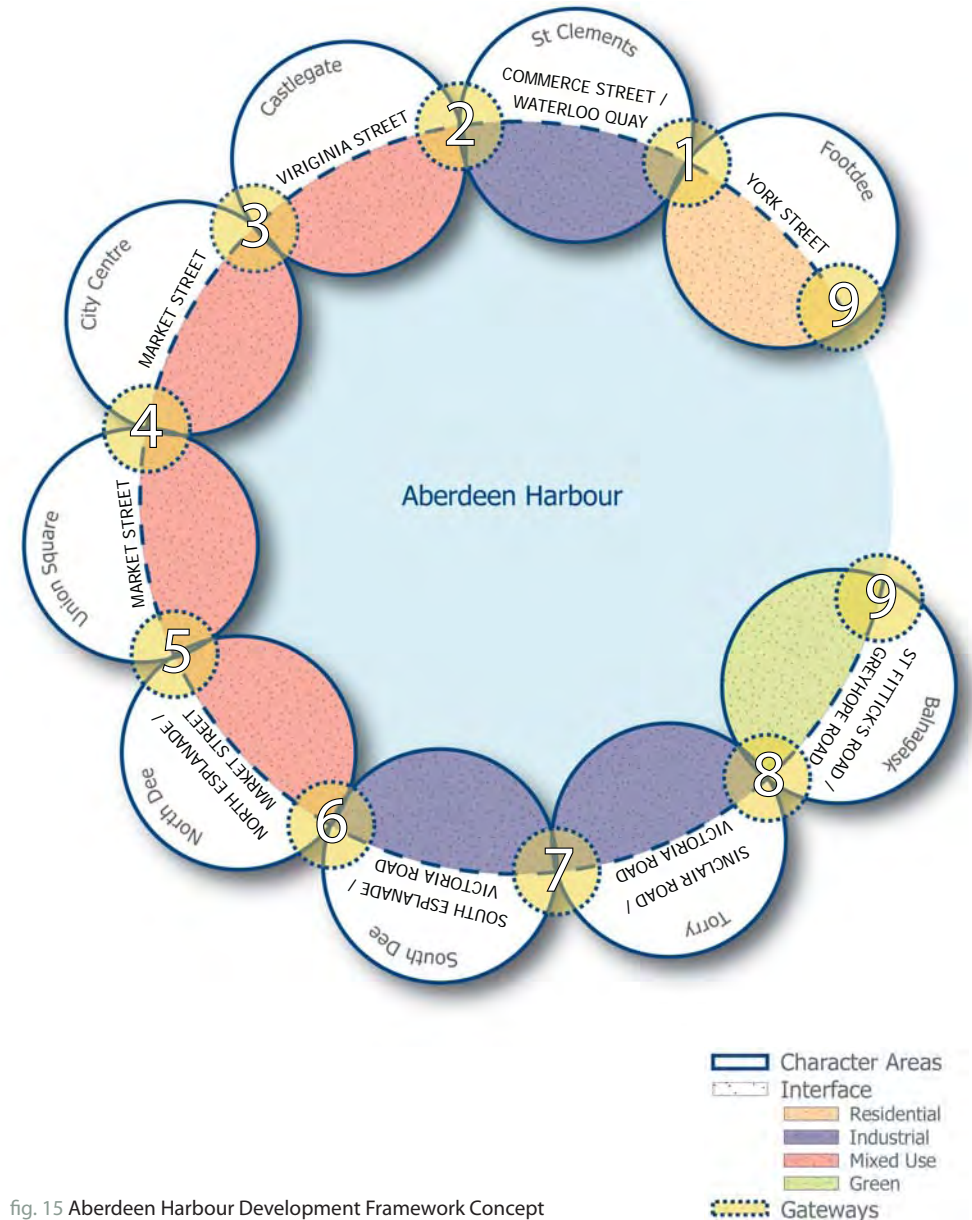 St Clements
COMMERCE STREET /
WATERLOO QUAY
2
1
Castlegate
VIRIGINIA STREET
Footdee
YORK STREET
3
9
City Centre
MARKET STREET
4
Aberdeen Harbour
Union Square
MARKET STREET
5
9
ST FITTICK'S ROAD /
GREYHOPE ROAD
Balnagask
North Dee
NORTH ESPLANADE /
MARKET STREET
6
8
7
SOUTH ESPLANADE /
VICTORIA ROAD
South Dee
SINCLAIR ROAD /
VICTORIA ROAD
Torry
Character Areas
Interface
Residential
Industrial
Mixed Use
Green
Gateways
fig. 15 Aberdeen Harbour Development Framework Concept